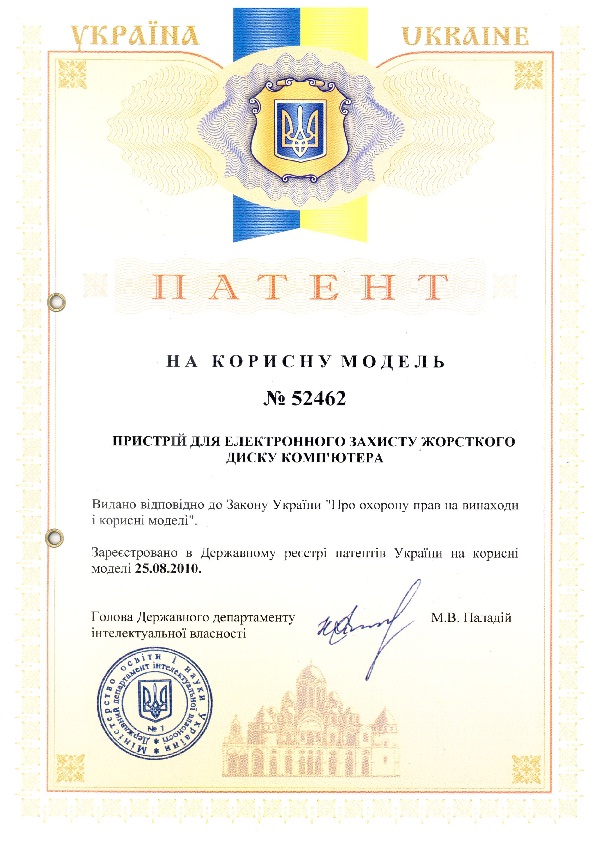 УКРАЇНА
UKRAINE
ПАТЕНТ
НА КОРИСНУ МОДЕЛЬ
№ 52462
ПРИСТРІЙ ДЛЯ ЕЛЕКТРОННОГО ЗАХИСТУ ЖОРСТКОГО
ДИСКУ КОМП'ЮТЕРА
Видано відповідно до Закону України "Про охорону прав на винаходи
і корисні моделі".
Зареєстровано в Державному реєстрі патентів України на корисні
моделі 25.08.2010.
Голова Державного департаменту
інтелектуальної власності
М.В. Паладій
Міністерство освіти і науки України
Державний департамент інтелектуальної власності
№ 1